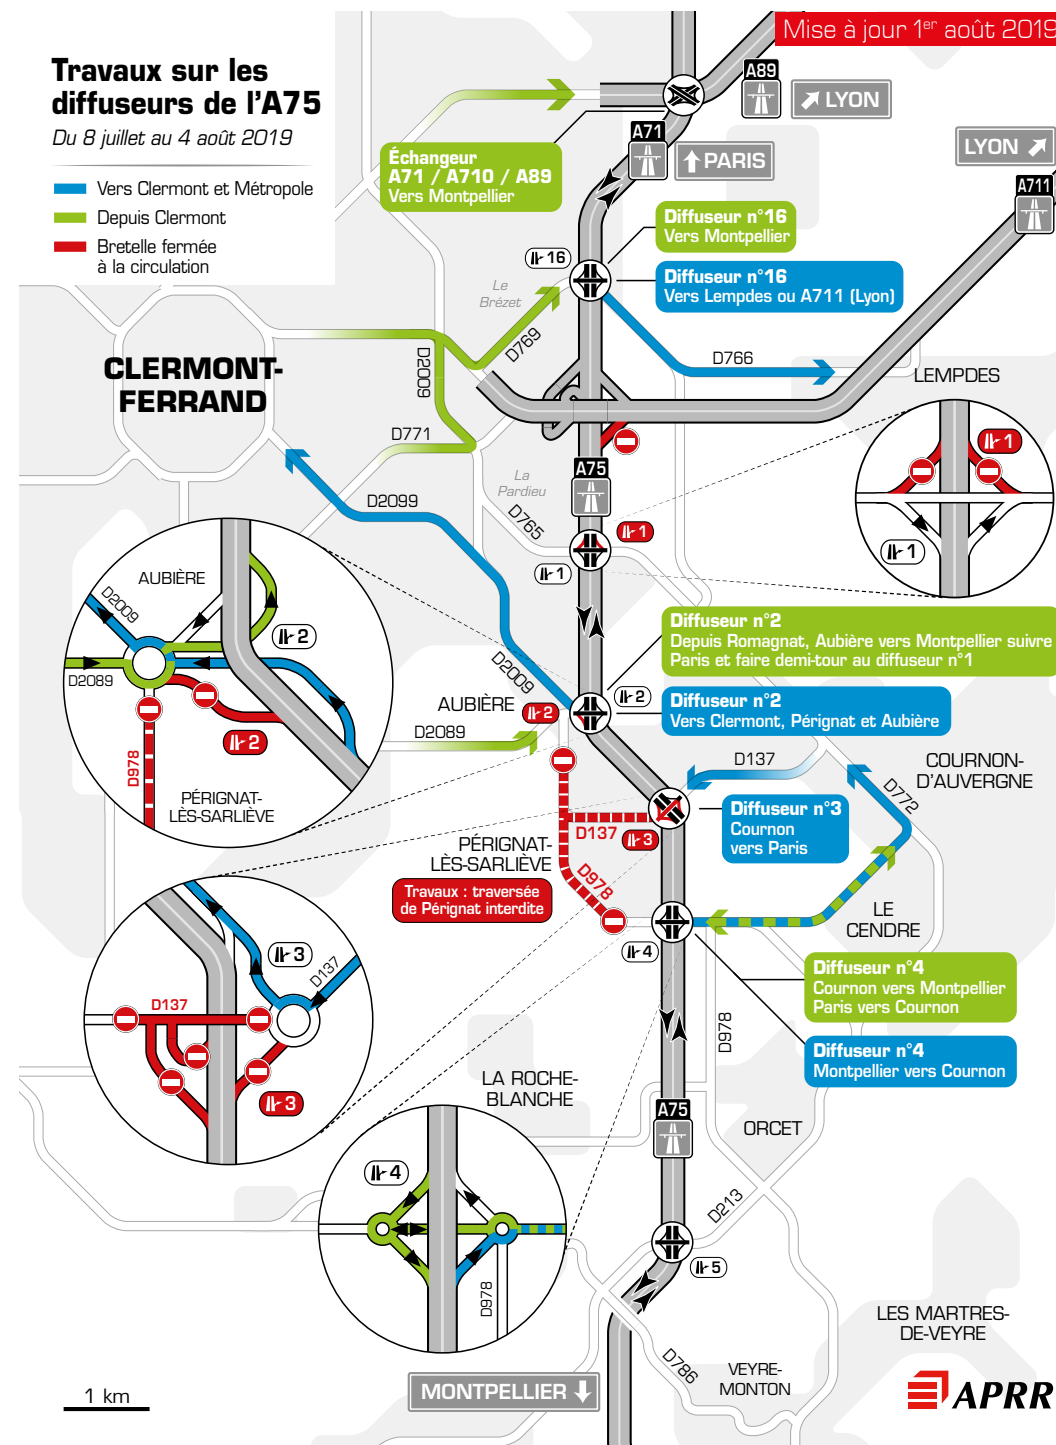 Mise à jour 1er août 2019
Travaux sur les
diffuseurs de l'A75
Du 8 juillet au 4 août 2019
Vers Clermont et Métropole
Depuis Clermont
Bretelle fermée
à la circulation
A89
LYON
A71
PARIS
LYON
A711
Échangeur
A71 / A710 / A89
Vers Montpellier
Diffuseur n°16
Vers Montpellier
16
Diffuseur n°16
Vers Lempdes ou A711 (Lyon)
Le
Brézet
D769
D2009
D766
CLERMONT-
FERRAND
LEMPDES
D771
1
La
Pardieu
A75
D2099
D765
1
1
1
AUBIÈRE
D2009
2
D2089
2
D978
PÉRIGNAT-
LÈS-SARLIÈVE
Diffuseur n°2
Depuis Romagnat, Aubière vers Montpellier suivre
Paris et faire demi-tour au diffuseur n°1
D2009
AUBIÈRE
2
2
Diffuseur n°2
Vers Clermont, Pérignat et Aubière
D2089
D137
COURNON-
D'AUVERGNE
D772
Diffuseur n°3
Cournon
vers Paris
D137
3
PÉRIGNAT-
LÈS-SARLIÈVE
D978
Travaux : traversée
de Pérignat interdite
LE
CENDRE
4
3
D137
D137
3
Diffuseur n°4
Cournon vers Montpellier
Paris vers Cournon
D978
Diffuseur n°4
Montpellier vers Cournon
LA ROCHE-
BLANCHE
A75
ORCET
4
D978
D213
5
LES MARTRES-
DE-VEYRE
D786
VEYRE-
MONTON
MONTPELLIER
1 km
APRR